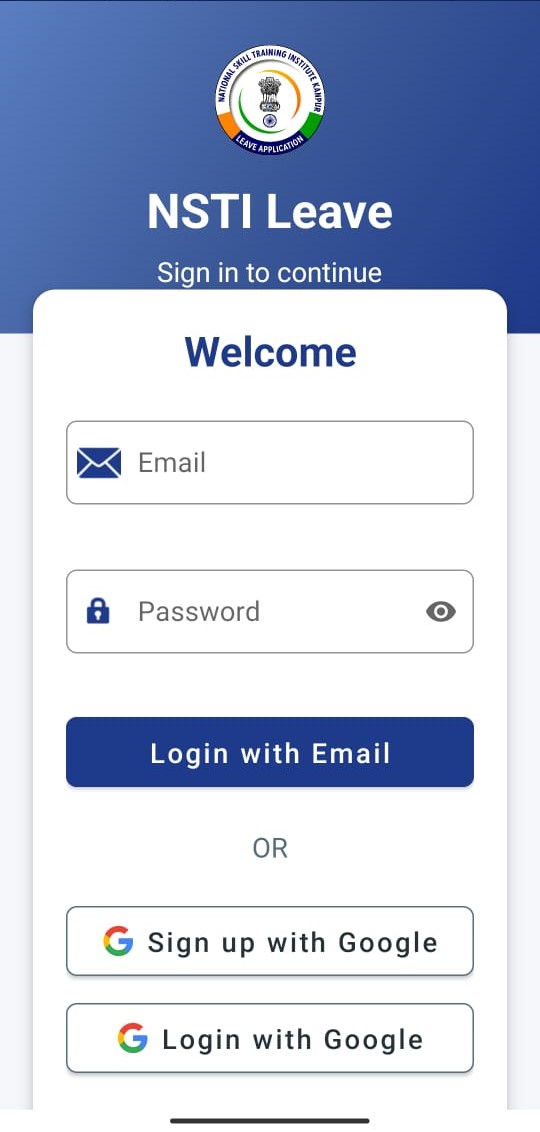 NATIONAL SKILL TRAINING INSTITUTE KANPUR
LEAVE APPLICATION
NSTI Leave
Sign in to continue
Welcome
Email
Password
Login with Email
OR
Sign up with Google
Login with Google